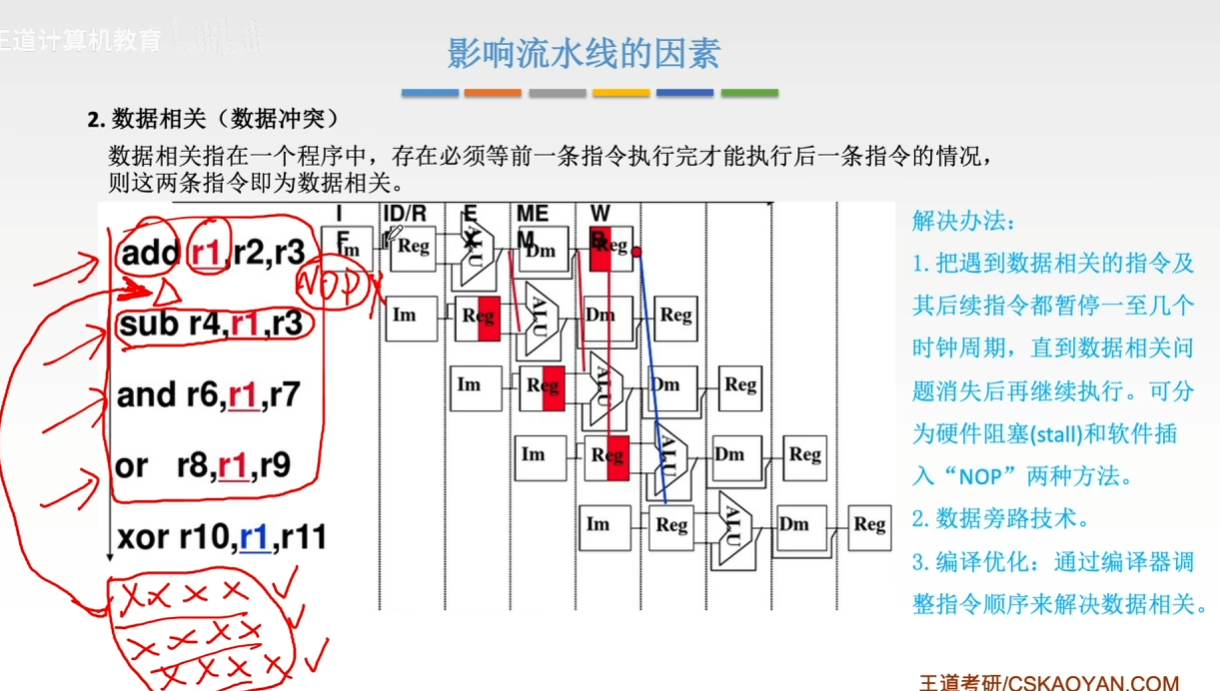 王道计算机教育
影响流水线的因素
2. 数据相关（数据冲突）
数据相关指在一个程序中，存在必须等前一条指令执行完才能执行后一条指令的情况，
则这两条指令即为数据相关。
I ID/R E ME W
F M
add r1,r2,r3
Im Reg ALU Dm Reg
NOP
sub r4,r1,r3
Im Reg ALU Dm Reg
and r6,r1,r7
Im Reg ALU Dm Reg
or r8,r1,r9
Im Reg ALU Dm Reg
xor r10,r1,r11
Im Reg ALU Dm Reg
解决办法：
1. 把遇到数据相关的指令及
其后续指令都暂停一至几个
时钟周期，直到数据相关问
题消失后再继续执行。可分
为硬件阻塞(stall)和软件插
入“NOP”两种方法。
2. 数据旁路技术。
3. 编译优化：通过编译器调
整指令顺序来解决数据相关。
王道考研/CSKAOYAN.COM